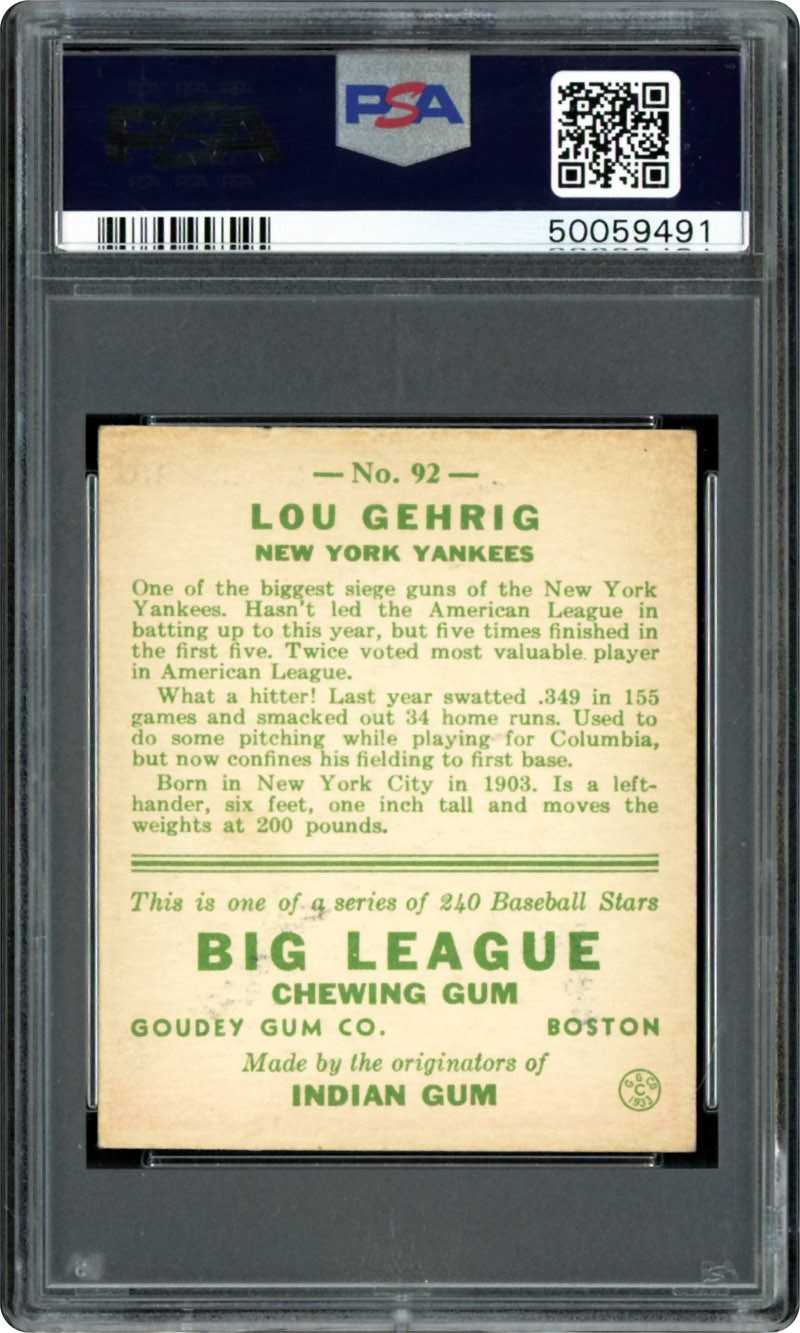 PSA
50059491
— No. 92 —
LOU GEHRIG
NEW YORK YANKEES
One of the biggest siege guns of the New York
Yankees. Hasn't led the American League in
batting up to this year, but five times finished in
the first five. Twice voted most valuable player
in American League.
What a hitter! Last year swatted .349 in 155
games and smacked out 34 home runs. Used to
do some pitching while playing for Columbia,
but now confines his fielding to first base.
Born in New York City in 1903. Is a left-
hander, six feet, one inch tall and moves the
weights at 200 pounds.
This is one of a series of 240 Baseball Stars
BIG LEAGUE
CHEWING GUM
GOUDEY GUM CO. BOSTON
Made by the originators of
INDIAN GUM
G G CO
C
1933